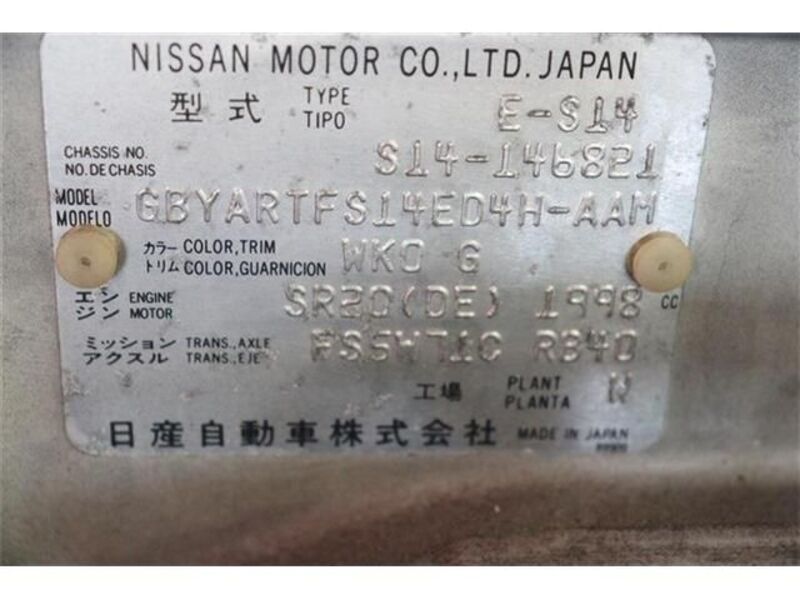 NISSAN MOTOR CO.,LTD. JAPAN
型式 TYPE TIPO E-S14
CHASSIS NO. NO. DE CHASIS S14-146821
MODEL MODELO GBYARTFS14ED4H-AAM
カラー COLOR,TRIM
トリム COLOR,GUARNICION WK0 G
エンジン ENGINE MOTOR SR20(DE) 1998 CC
ミッション TRANS.,AXLE
アクスル TRANS.,EJE FS5W71C RB40
工場 PLANT PLANTA N
日産自動車株式会社 MADE IN JAPAN